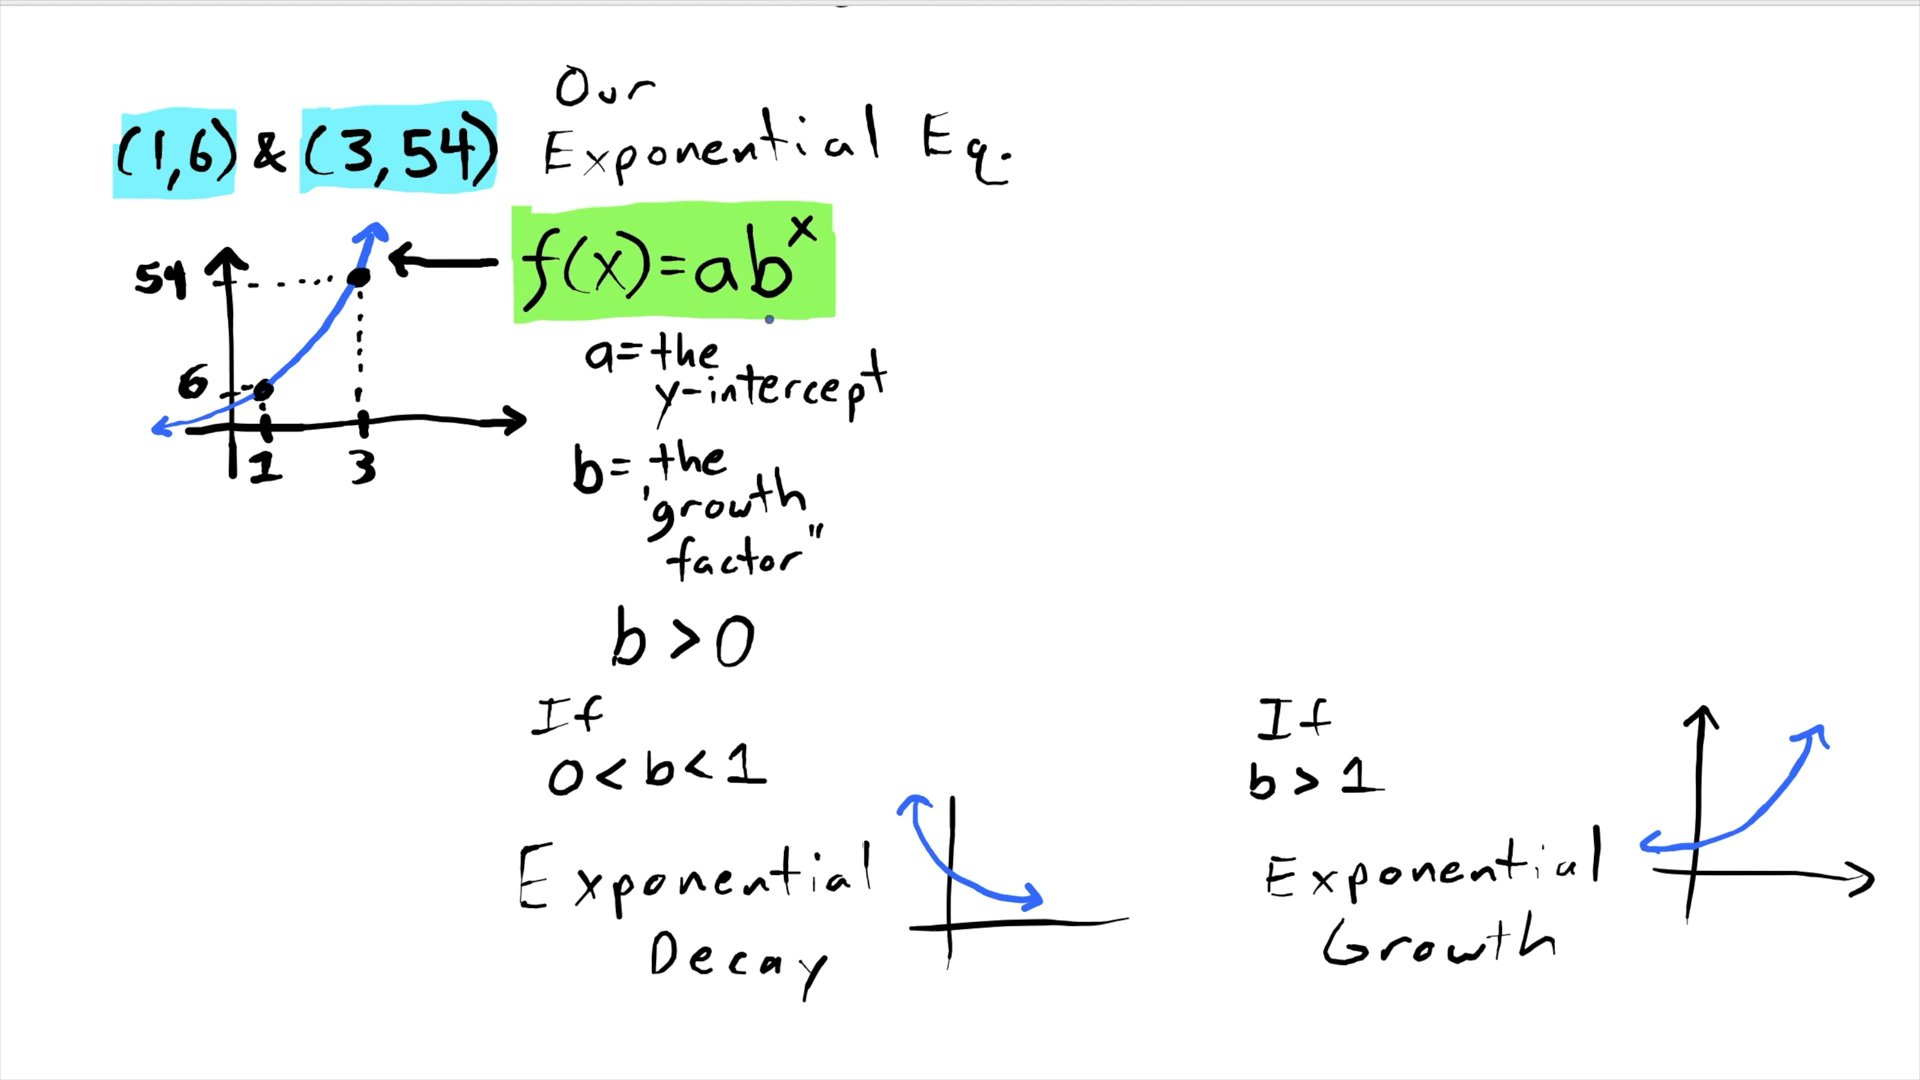 (1,6) & (3,54)
Our
Exponential Eq.
f(x)=ab^x
54
6
1 3
a= the
y-intercept
b= the
'growth
factor"
b > 0
If
0 < b < 1
Exponential
Decay
If
b > 1
Exponential
Growth